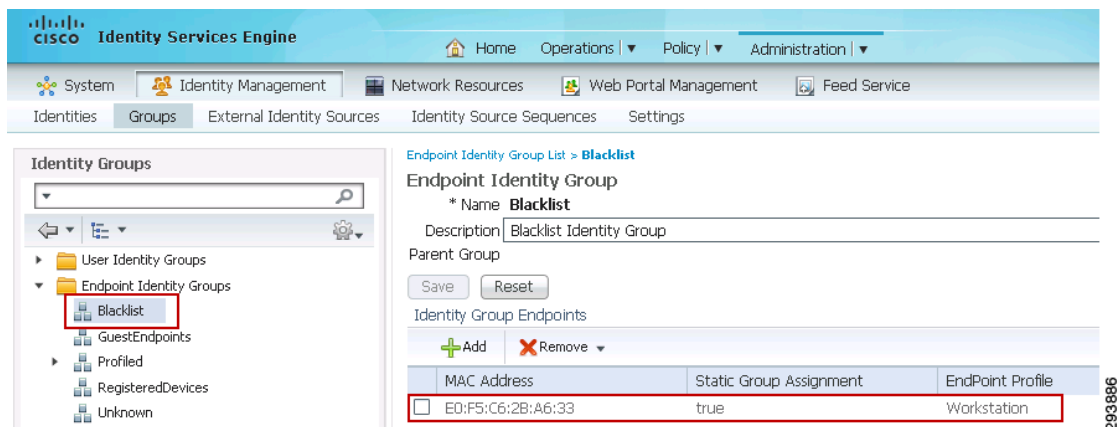 CISCO Identity Services Engine
Home Operations Policy Administration
System Identity Management Network Resources Web Portal Management Feed Service
Identities Groups External Identity Sources Identity Source Sequences Settings
Identity Groups
User Identity Groups
Endpoint Identity Groups
Blacklist
GuestEndpoints
Profiled
RegisteredDevices
Unknown
Endpoint Identity Group List > Blacklist
Endpoint Identity Group
* Name Blacklist
Description Blacklist Identity Group
Parent Group
Save Reset
Identity Group Endpoints
Add Remove
MAC Address Static Group Assignment EndPoint Profile
E0:F5:C6:2B:A6:33 true Workstation
293886